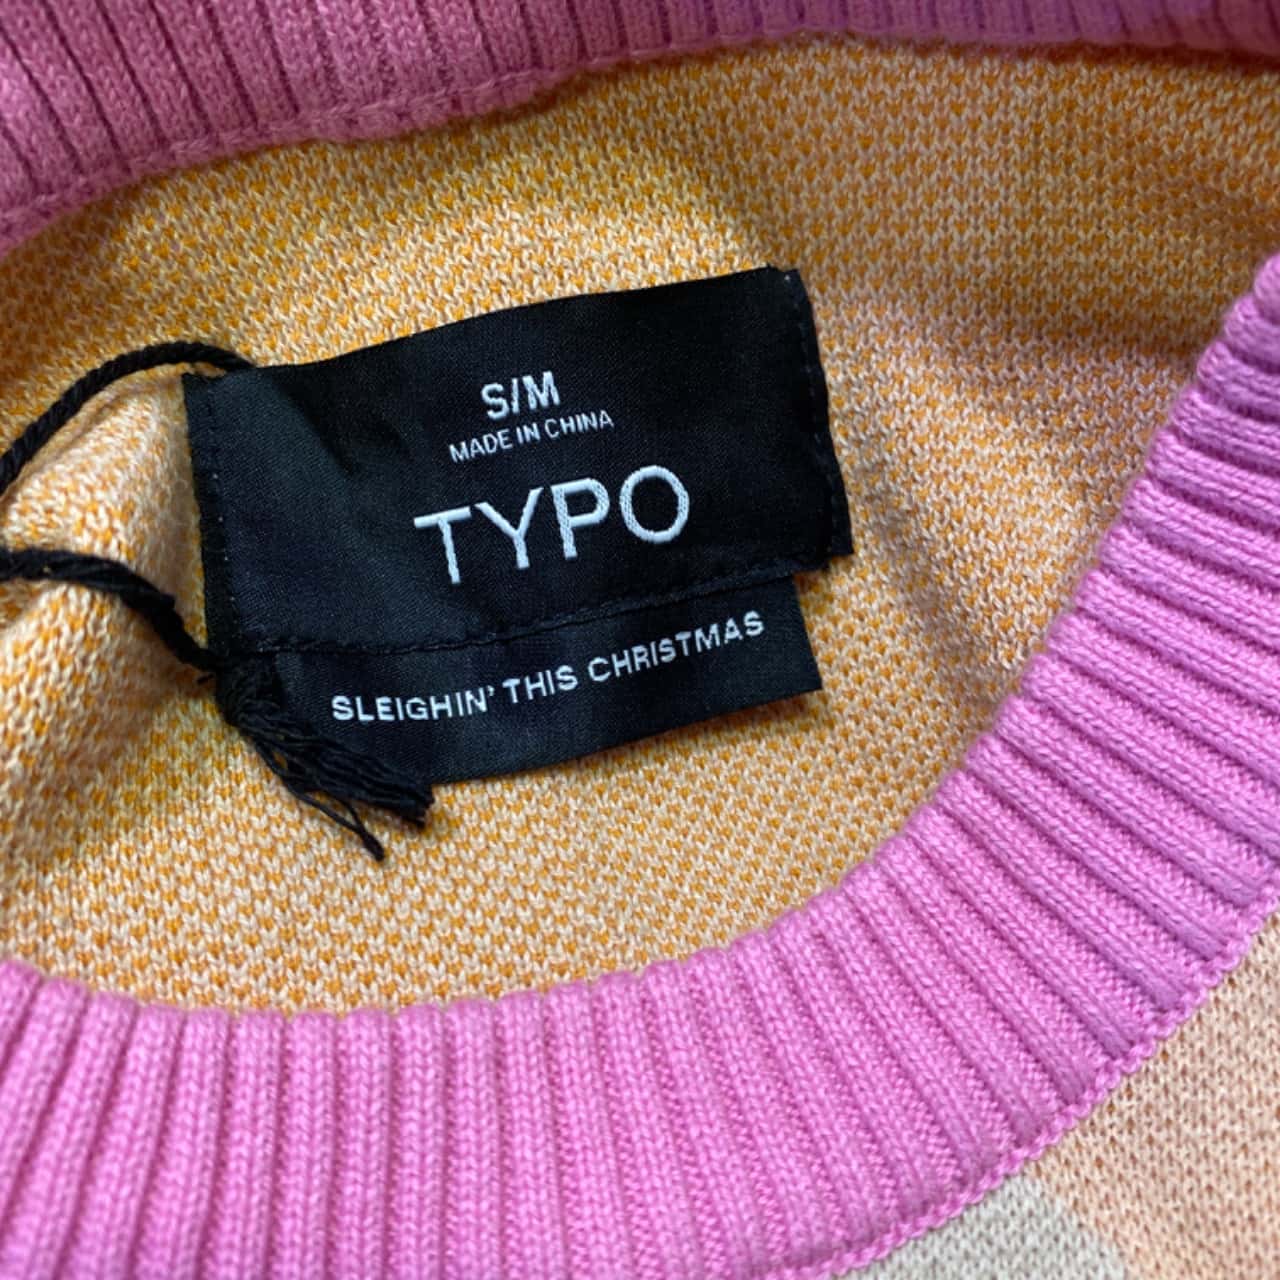 S/M
MADE IN CHINA
TYPO
SLEIGHIN' THIS CHRISTMAS